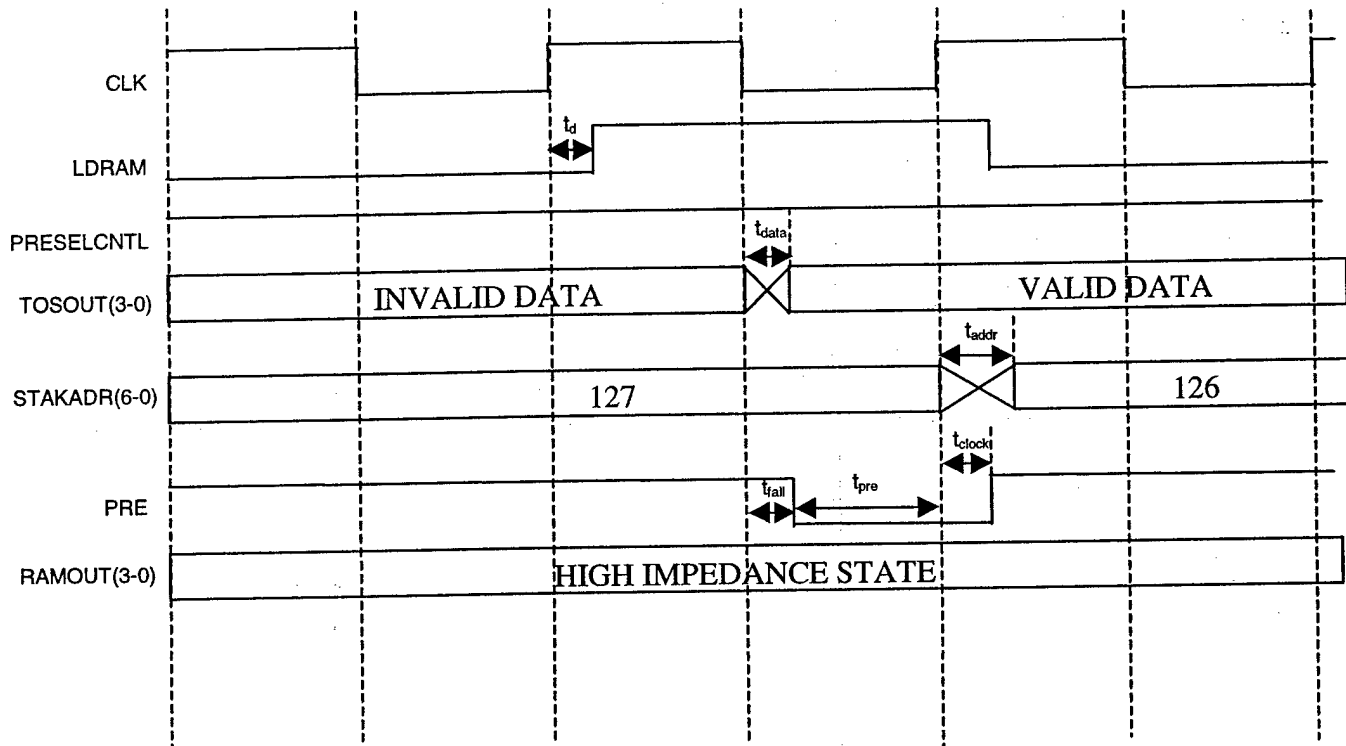 CLK
t_d
LDRAM
PRESELCNTL
t_data
TOSOUT(3-0)
INVALID DATA
VALID DATA
t_addr
STAKADR(6-0)
127
126
t_clock
t_fall
t_pre
PRE
RAMOUT(3-0)
HIGH IMPEDANCE STATE